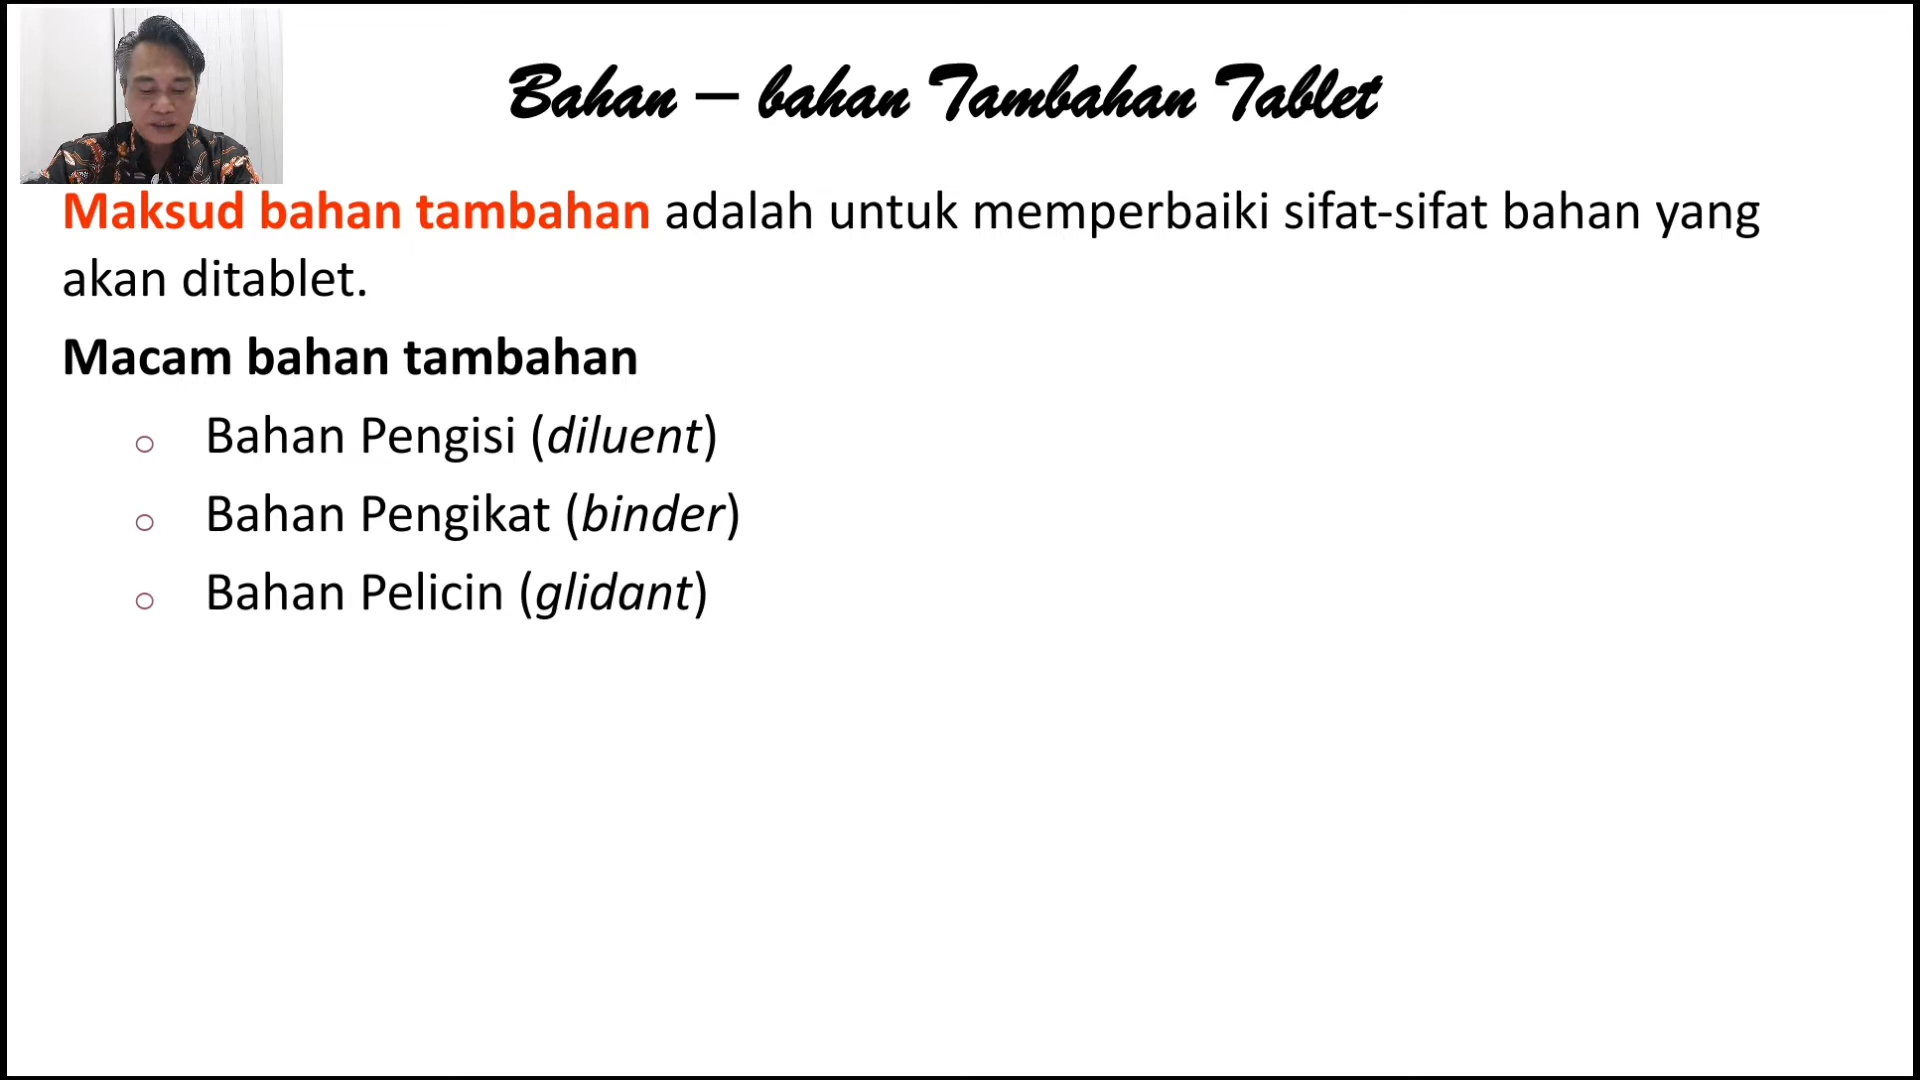 Bahan – bahan Tambahan Tablet
Maksud bahan tambahan adalah untuk memperbaiki sifat-sifat bahan yang
akan ditablet.
Macam bahan tambahan
Bahan Pengisi (diluent)
Bahan Pengikat (binder)
Bahan Pelicin (glidant)